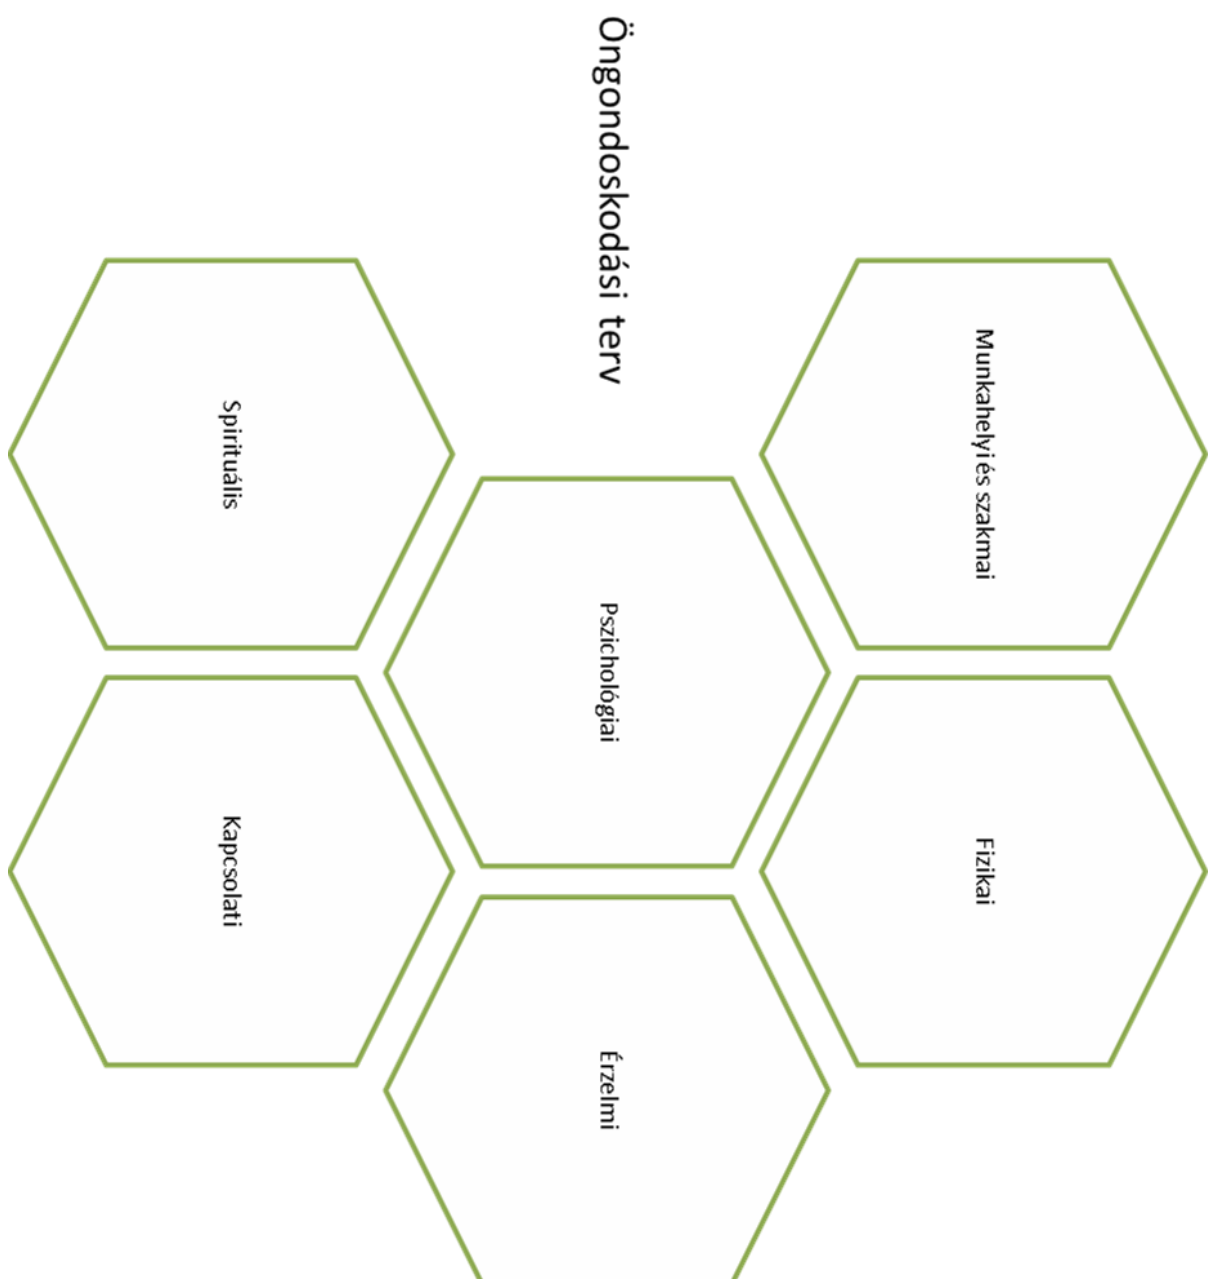 Öngondoskodási terv
Munkahelyi és szakmai
Fizikai
Pszichológiai
Érzelmi
Spirituális
Kapcsolati